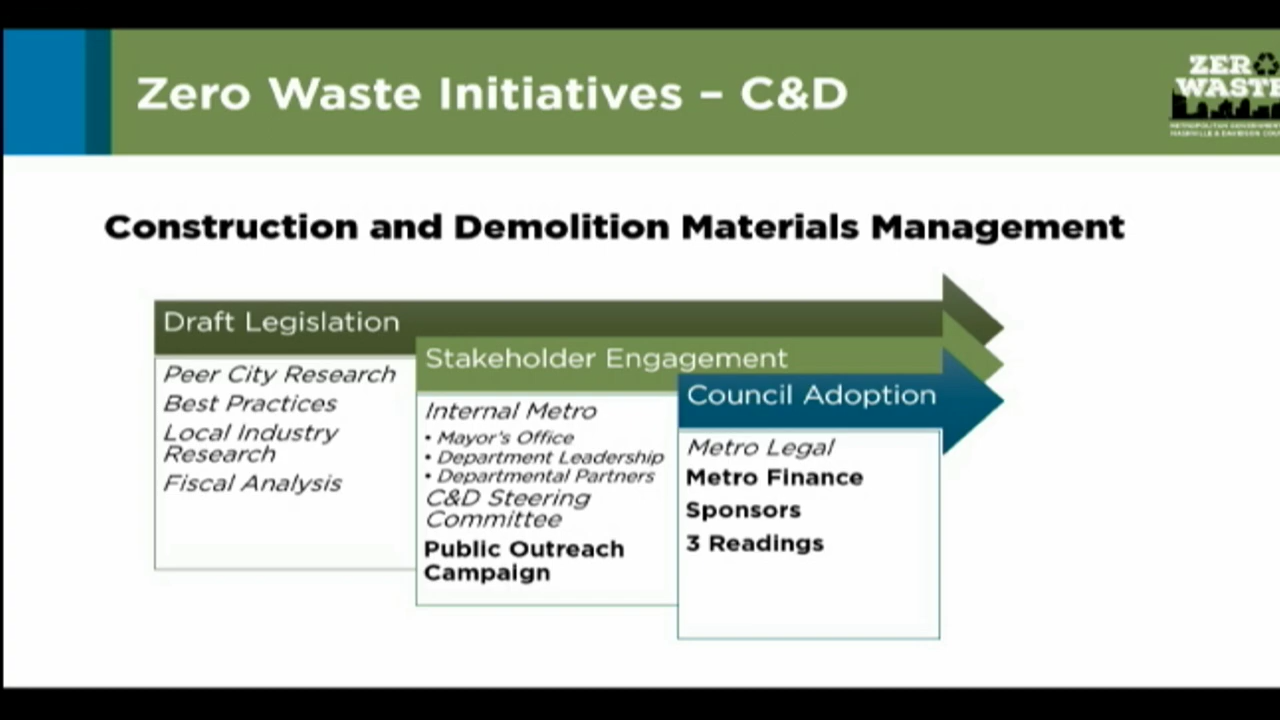 Zero Waste Initiatives – C&D
ZER
WASTE
Construction and Demolition Materials Management
Draft Legislation
Peer City Research
Best Practices
Local Industry
Research
Fiscal Analysis
Stakeholder Engagement
Internal Metro
• Mayor's Office
• Department Leadership
• Departmental Partners
C&D Steering
Committee
Public Outreach
Campaign
Council Adoption
Metro Legal
Metro Finance
Sponsors
3 Readings